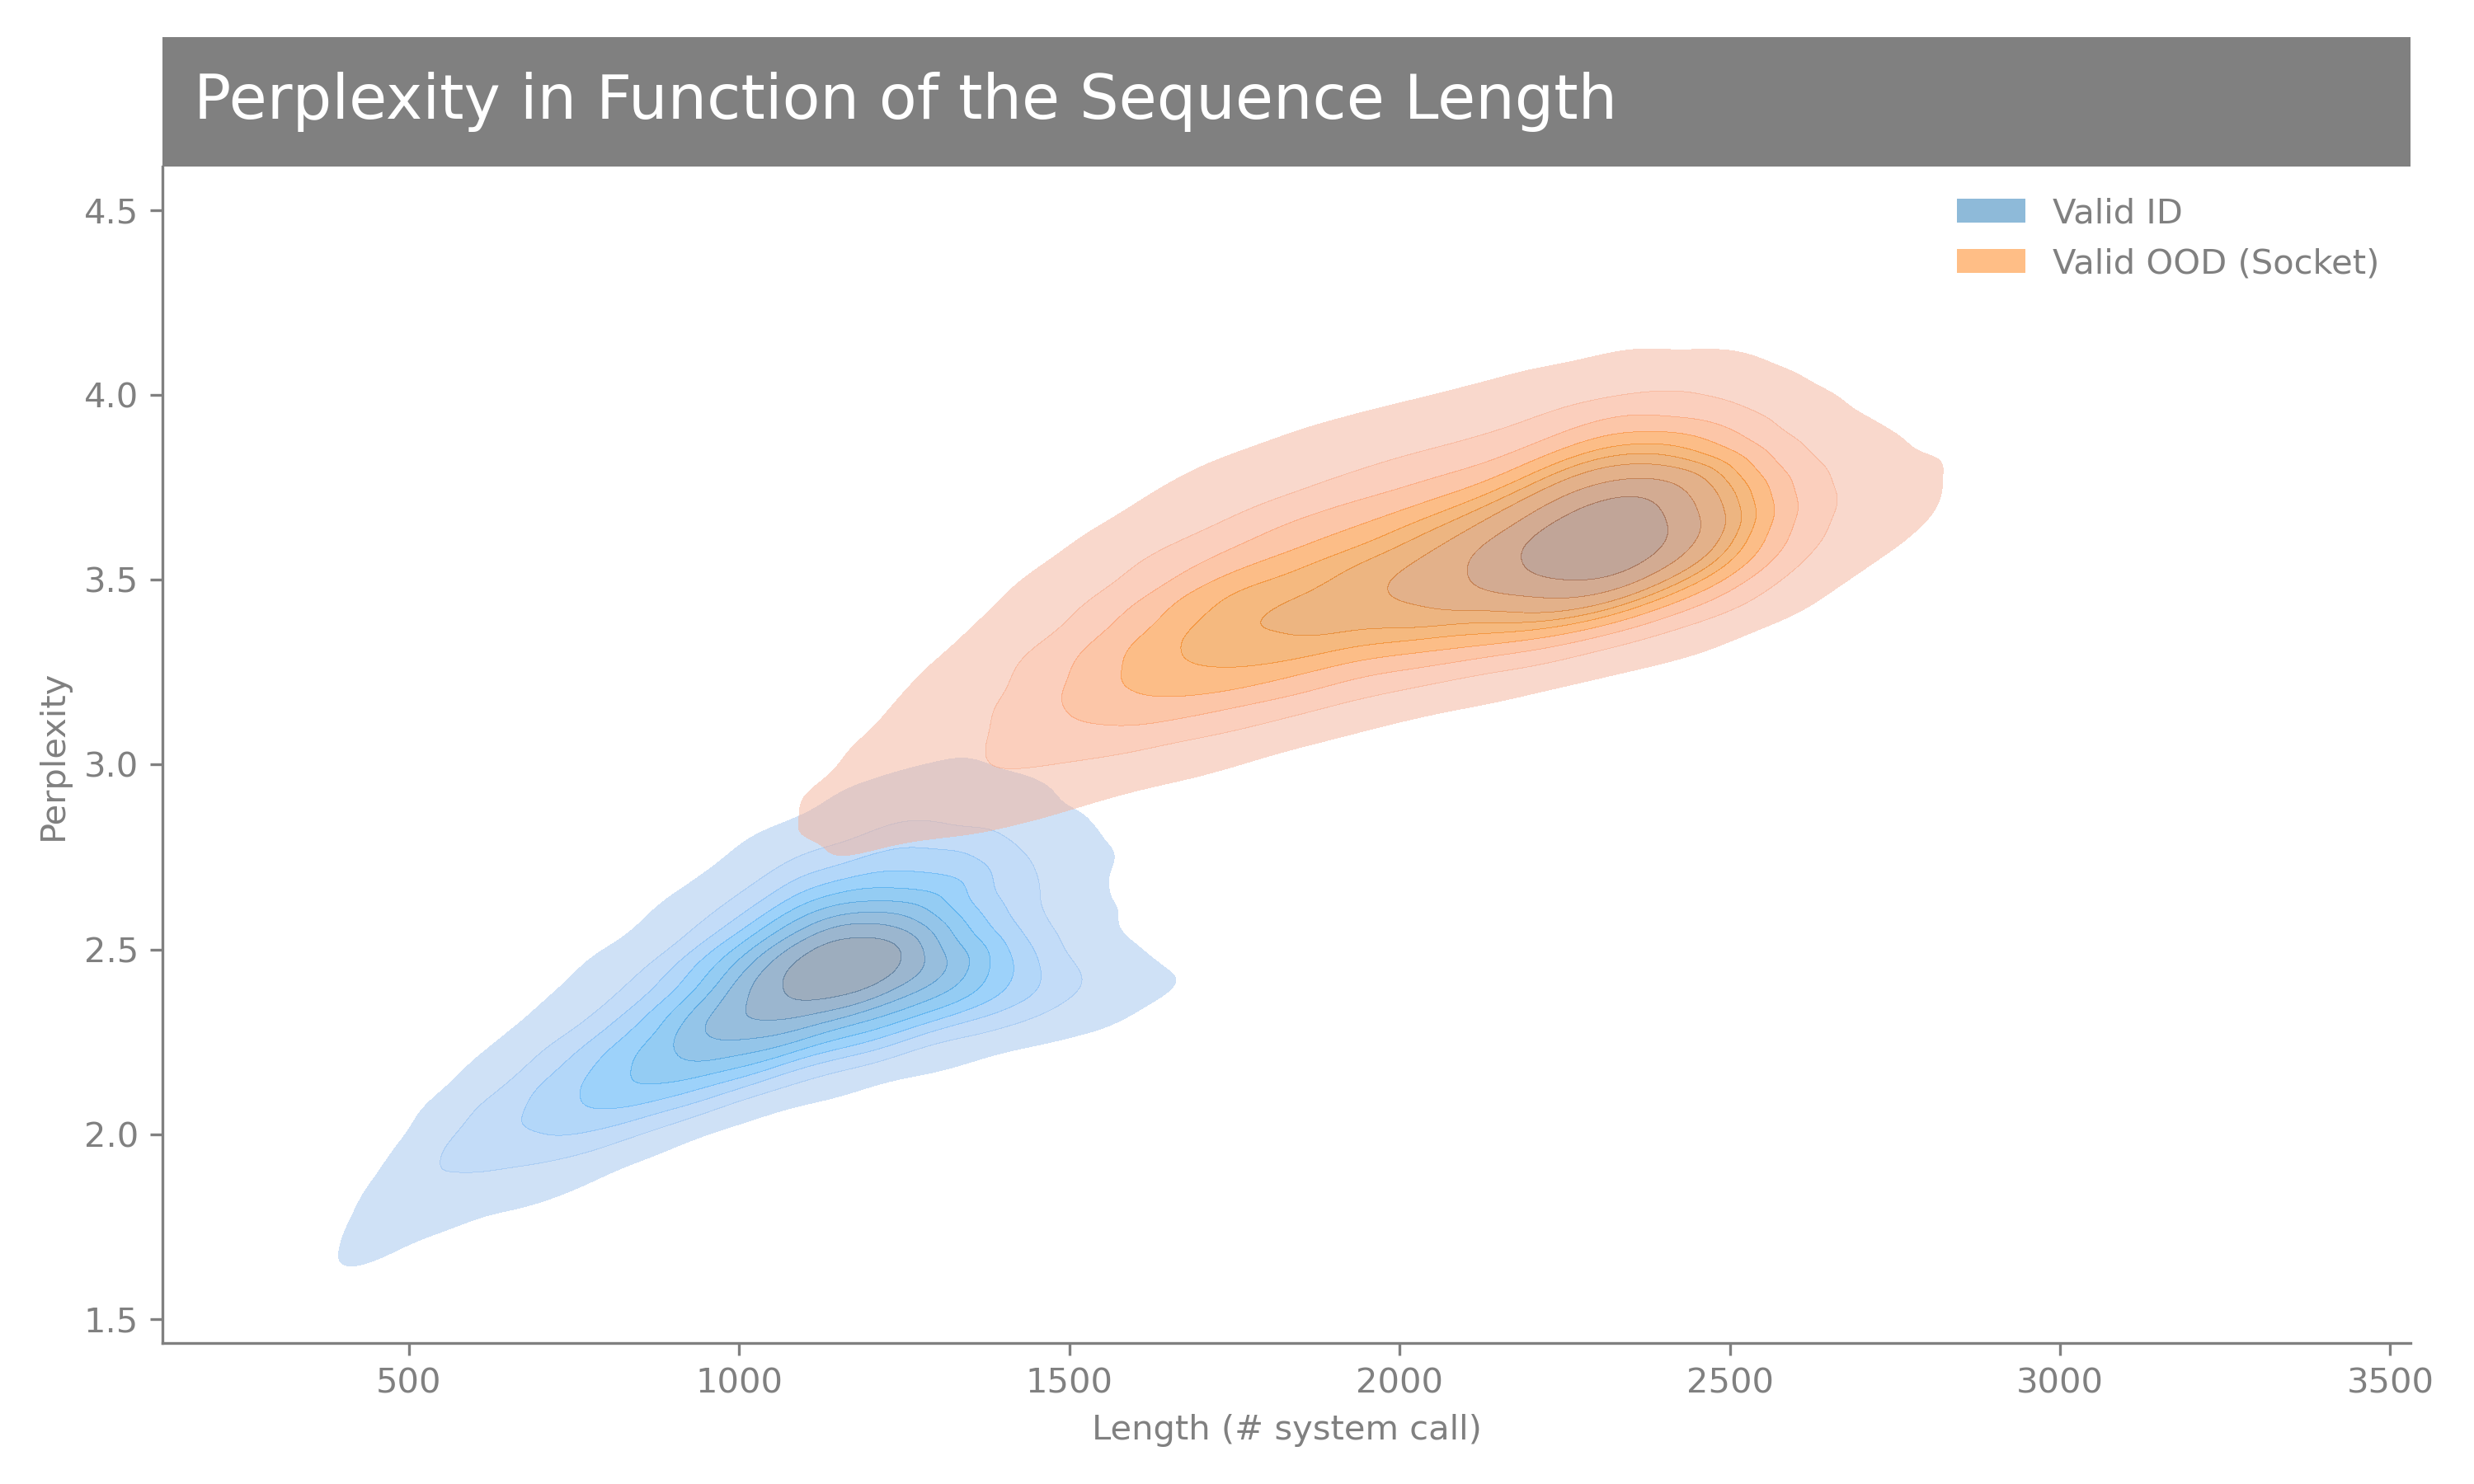 Perplexity in Function of the Sequence Length
Valid ID
Valid OOD (Socket)
4.5
4.0
3.5
3.0
2.5
2.0
1.5
Perplexity
500
1000
1500
2000
2500
3000
3500
Length (# system call)